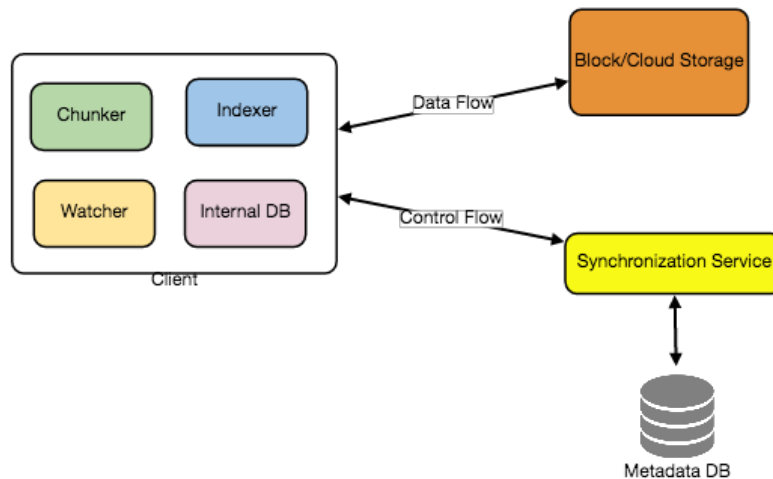 Block/Cloud Storage
Chunker
Indexer
Data Flow
Watcher
Internal DB
Control Flow
Client
Synchronization Service
Metadata DB